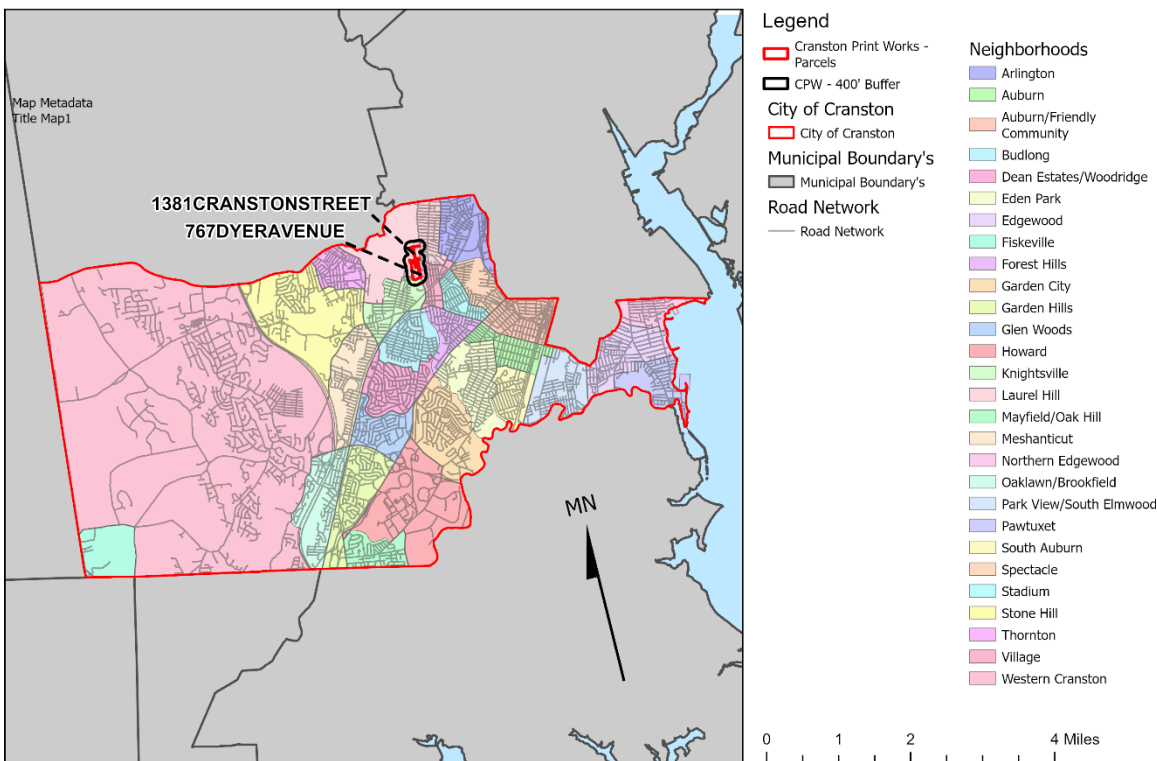 Map Metadata
Title Map1
1381CRANSTONSTREET
767DYERAVENUE
MN
Legend
Cranston Print Works -
Parcels
CPW - 400' Buffer
City of Cranston
City of Cranston
Municipal Boundary's
Municipal Boundary's
Road Network
Road Network
Neighborhoods
Arlington
Auburn
Auburn/Friendly
Community
Budlong
Dean Estates/Woodridge
Eden Park
Edgewood
Fiskeville
Forest Hills
Garden City
Garden Hills
Glen Woods
Howard
Knightsville
Laurel Hill
Mayfield/Oak Hill
Meshanticut
Northern Edgewood
Oaklawn/Brookfield
Park View/South Elmwood
Pawtuxet
South Auburn
Spectacle
Stadium
Stone Hill
Thornton
Village
Western Cranston
0 1 2 4 Miles